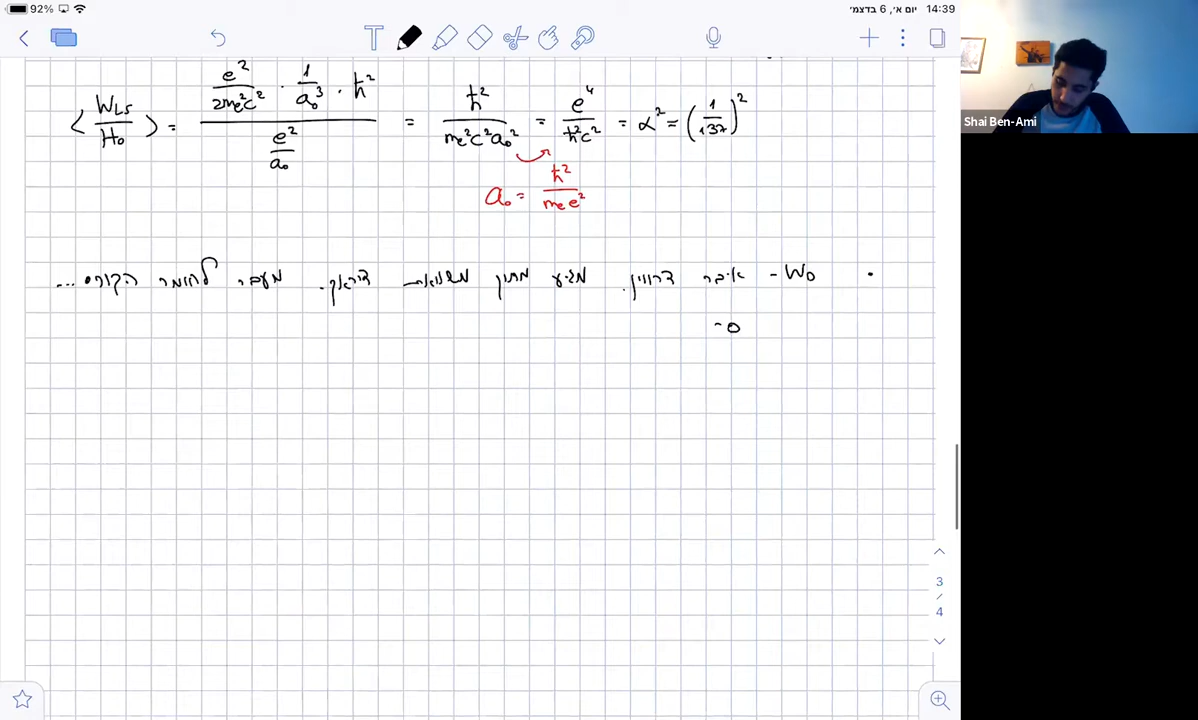 92%
14:39 יום א׳, 6 בדצמ׳
Shai Ben-Ami
⟨ W_LS / H_0 ⟩ = ( e² / 2m_e²c² · 1 / a_0³ · ħ² ) / ( e² / a_0 ) = ħ² / m_e²c²a_0² = e⁴ / ħ²c² = α² ≈ (1/137)²
a_0 = ħ² / m_e e²
• W_D - איבר דרווין. מגיע מתוך משוואת דיראק. מעבר לחומר הקורס...
3 / 4